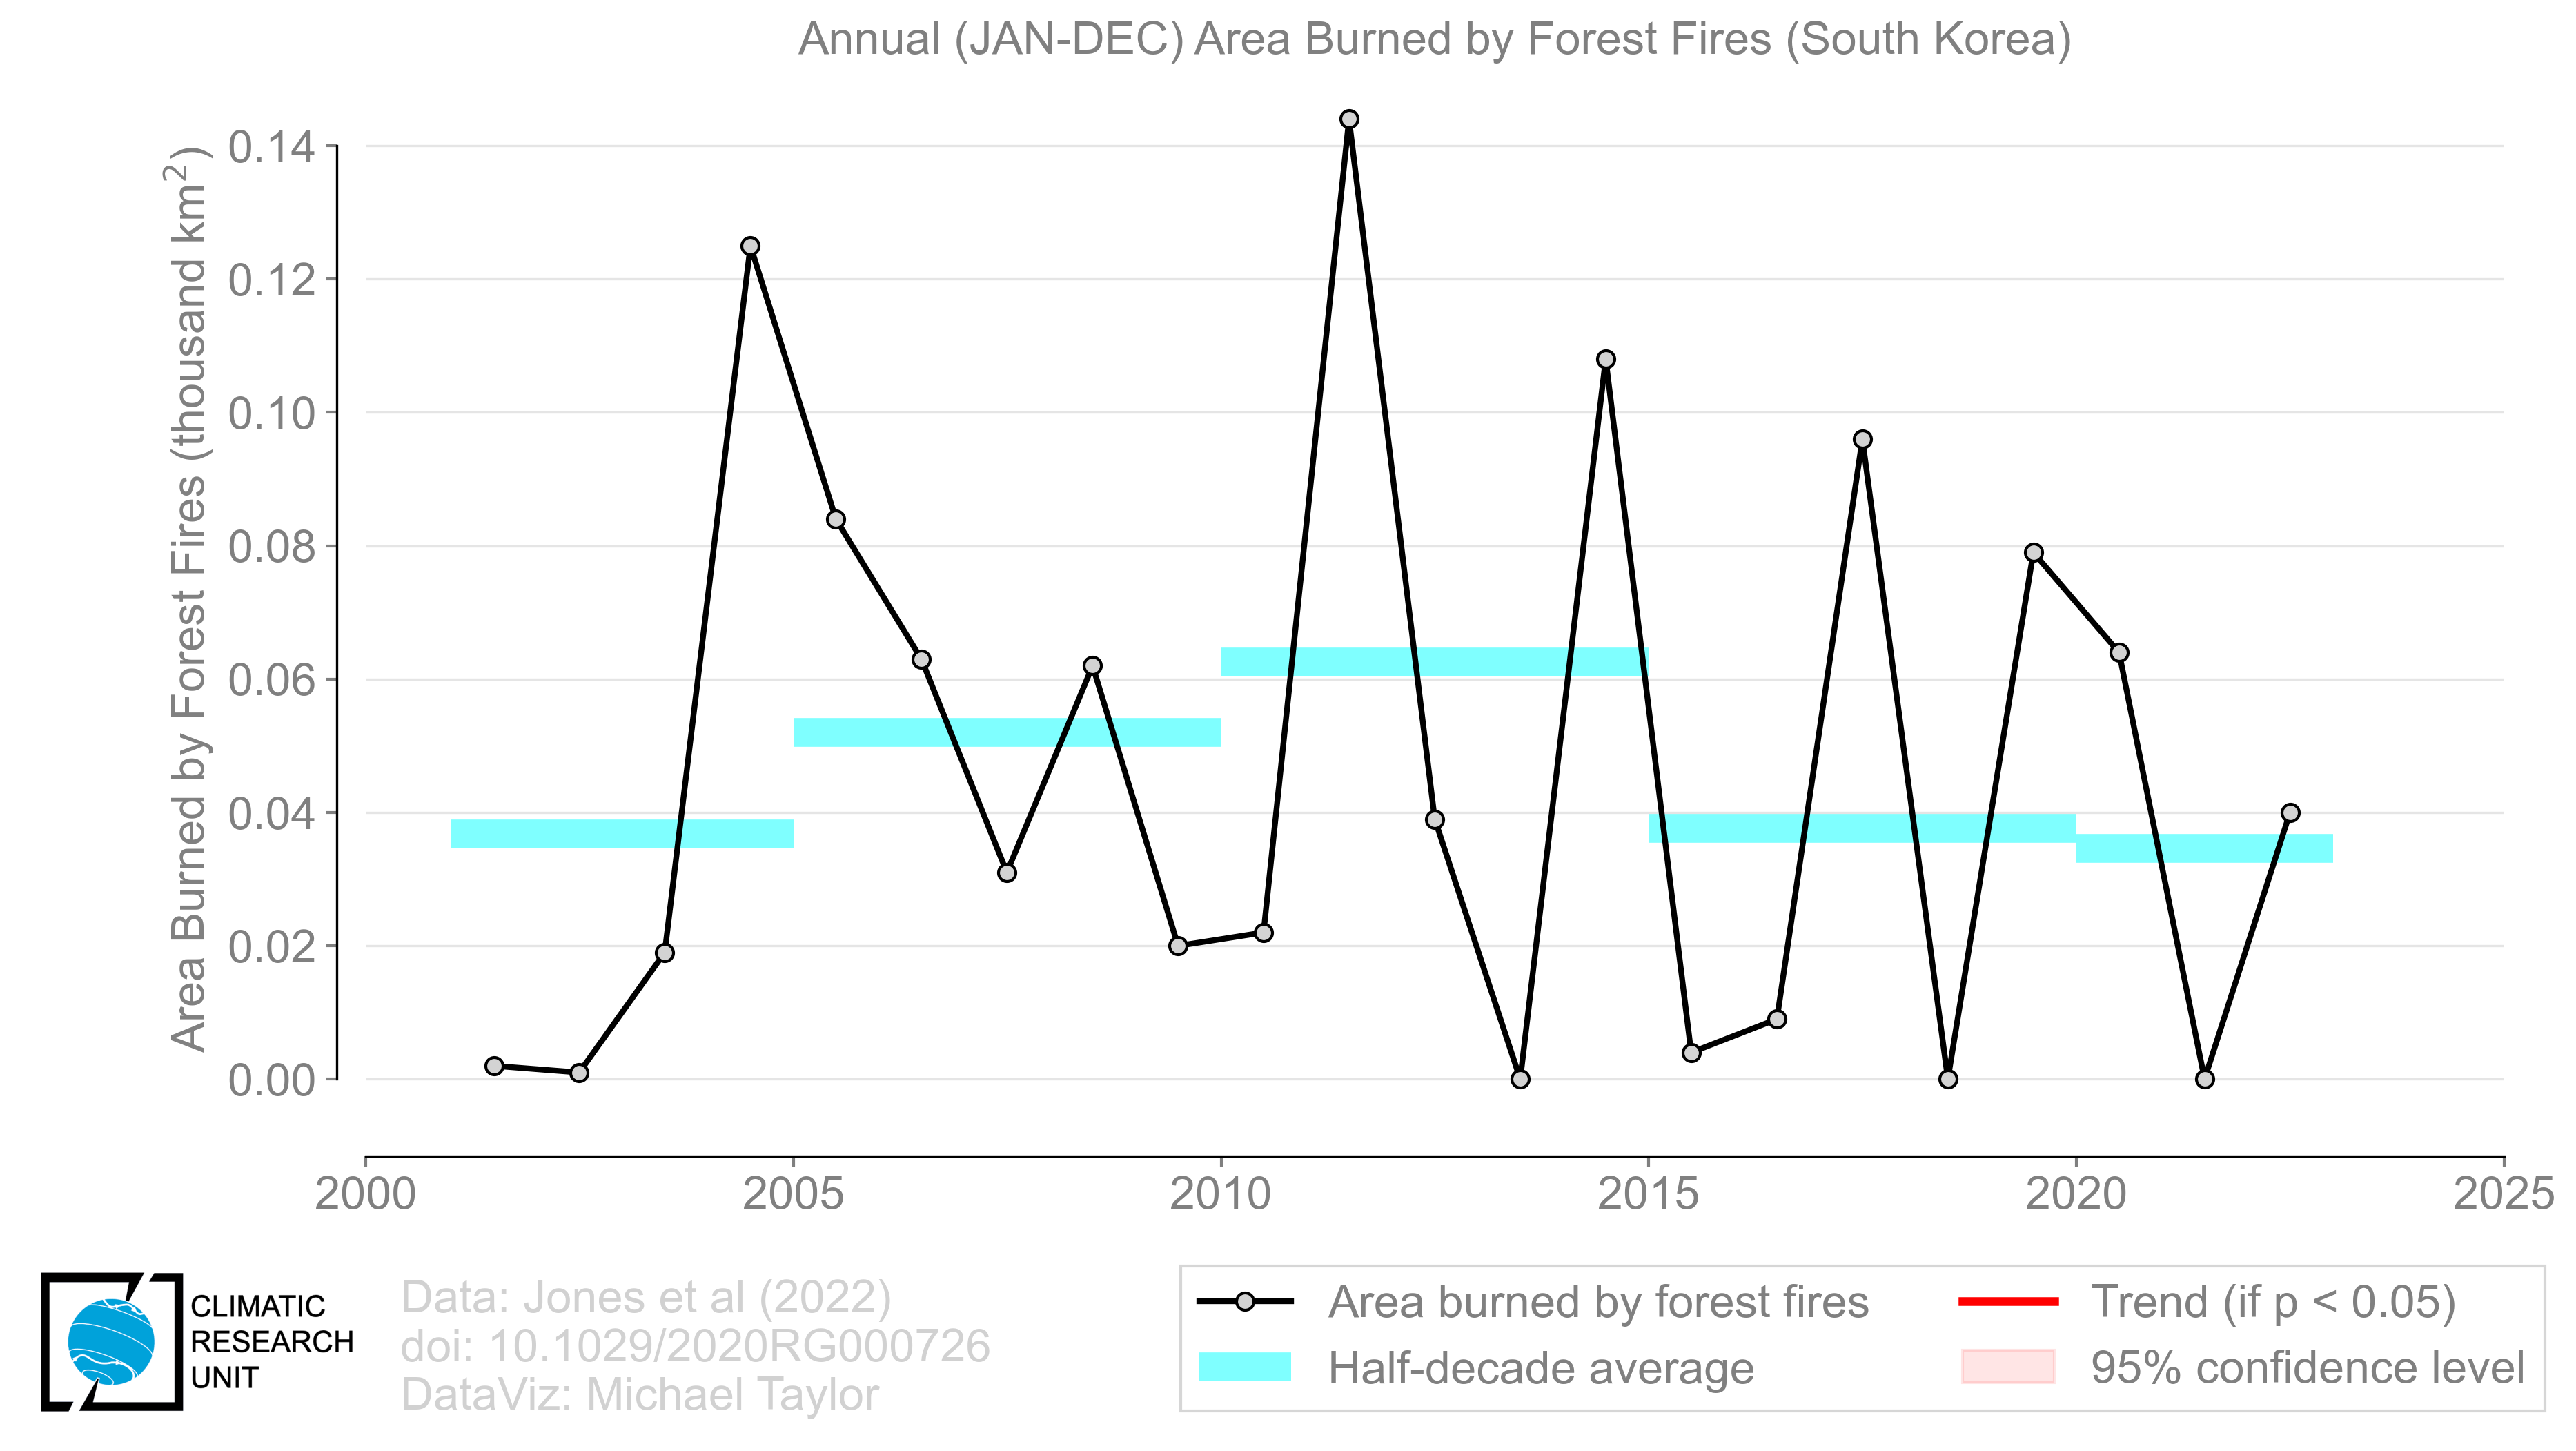 Annual (JAN-DEC) Area Burned by Forest Fires (South Korea)
Area Burned by Forest Fires (thousand km²)
0.14
0.12
0.10
0.08
0.06
0.04
0.02
0.00
2000 2005 2010 2015 2020 2025
CLIMATIC
RESEARCH
UNIT
Data: Jones et al (2022)
doi: 10.1029/2020RG000726
DataViz: Michael Taylor
Area burned by forest fires
Half-decade average
Trend (if p < 0.05)
95% confidence level